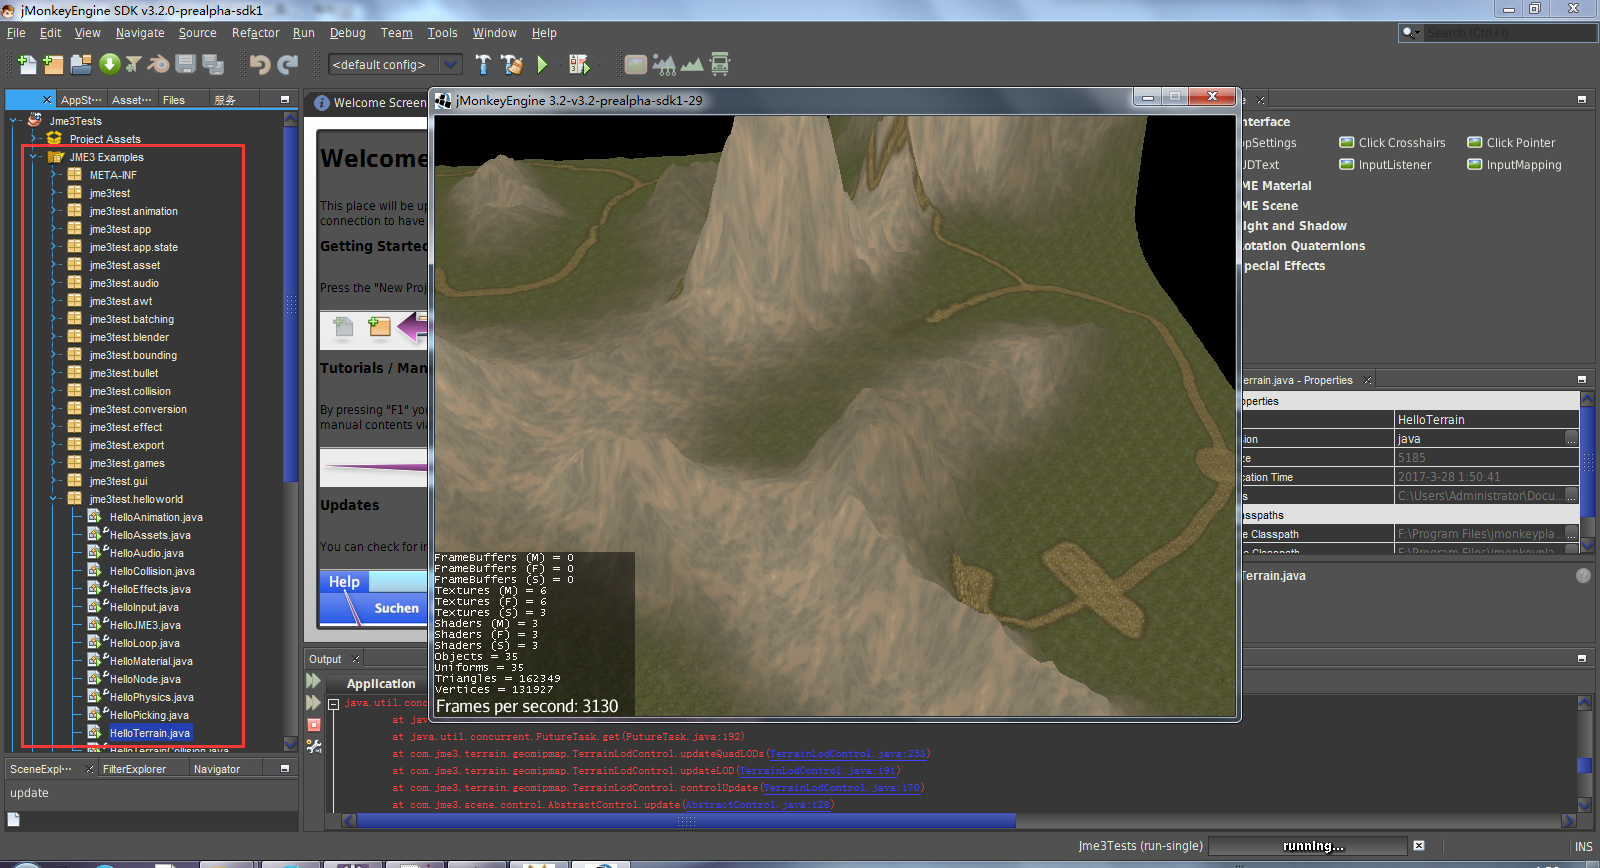 jMonkeyEngine SDK v3.2.0-prealpha-sdk1
File Edit View Navigate Source Refactor Run Debug Team Tools Window Help
Search (Ctrl+I)
<default config>
AppSt... Asset... Files 服务
Jme3Tests
Project Assets
JME3 Examples
META-INF
jme3test
jme3test.animation
jme3test.app
jme3test.app.state
jme3test.asset
jme3test.audio
jme3test.awt
jme3test.batching
jme3test.blender
jme3test.bounding
jme3test.bullet
jme3test.collision
jme3test.conversion
jme3test.effect
jme3test.export
jme3test.games
jme3test.gui
jme3test.helloworld
HelloAnimation.java
HelloAssets.java
HelloAudio.java
HelloCollision.java
HelloEffects.java
HelloInput.java
HelloJME3.java
HelloLoop.java
HelloMaterial.java
HelloNode.java
HelloPhysics.java
HelloPicking.java
HelloTerrain.java
HelloTerrainCollision.java
SceneExpl... FilterExplorer Navigator
update
Welcome Screen
Welcome
This place will be up
connection to have
Getting Started
Press the "New Proj
Tutorials / Man
By pressing "F1" you
manual contents via
Updates
You can check for in
Help
Suchen
jMonkeyEngine 3.2-v3.2-prealpha-sdk1-29
FrameBuffers (M) = 0
FrameBuffers (F) = 0
FrameBuffers (S) = 0
Textures (M) = 6
Textures (F) = 6
Textures (S) = 3
Shaders (M) = 3
Shaders (F) = 3
Shaders (S) = 3
Objects = 35
Uniforms = 35
Triangles = 162349
Vertices = 131927
Frames per second: 3130
Output
Application
java.util.conc
at jav
at java.util.concurrent.FutureTask.get(FutureTask.java:192)
at com.jme3.terrain.geomipmap.TerrainLodControl.updateQuadLODs(TerrainLodControl.java:253)
at com.jme3.terrain.geomipmap.TerrainLodControl.updateLOD(TerrainLodControl.java:191)
at com.jme3.terrain.geomipmap.TerrainLodControl.controlUpdate(TerrainLodControl.java:170)
at com.jme3.scene.control.AbstractControl.update(AbstractControl.java:128)
e
nterface
ppSettings Click Crosshairs Click Pointer
UDText InputListener InputMapping
ME Material
ME Scene
ight and Shadow
otation Quaternions
pecial Effects
errain.java - Properties
operties
HelloTerrain
sion java
ze 5185
ication Time 2017-3-28 1:50:41
s C:\Users\Administrator\Docu...
sspaths
e Classpath F:\Program Files\jmonkeypla...
e Classpath F:\Program Files\jmonkeypla...
Terrain.java
Jme3Tests (run-single) running... INS